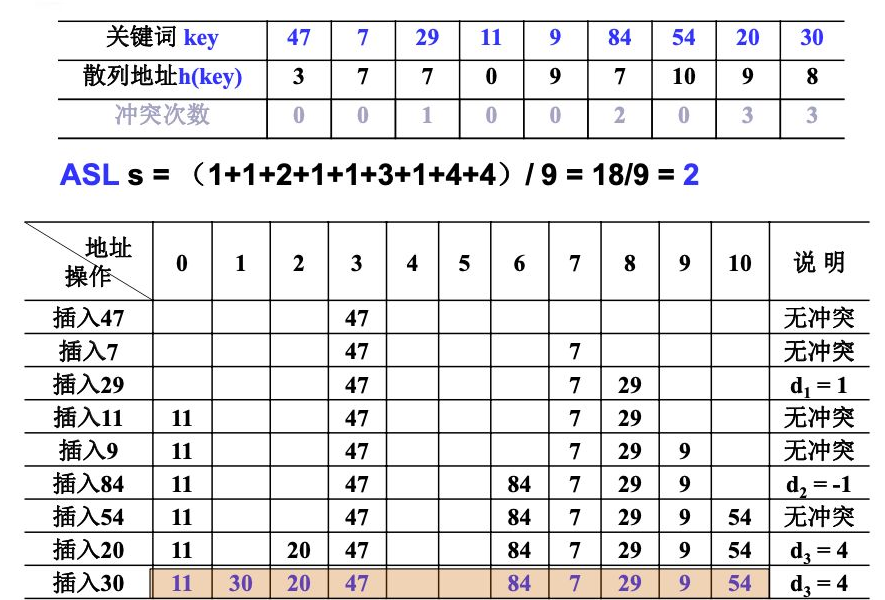 关键词 key 47 7 29 11 9 84 54 20 30
散列地址h(key) 3 7 7 0 9 7 10 9 8
冲突次数 0 0 1 0 0 2 0 3 3
ASL s = （1+1+2+1+1+3+1+4+4）/ 9 = 18/9 = 2
地址 操作 0 1 2 3 4 5 6 7 8 9 10 说 明
插入47 47 无冲突
插入7 47 7 无冲突
插入29 47 7 29 d₁ = 1
插入11 11 47 7 29 无冲突
插入9 11 47 7 29 9 无冲突
插入84 11 47 84 7 29 9 d₂ = -1
插入54 11 47 84 7 29 9 54 无冲突
插入20 11 20 47 84 7 29 9 54 d₃ = 4
插入30 11 30 20 47 84 7 29 9 54 d₃ = 4